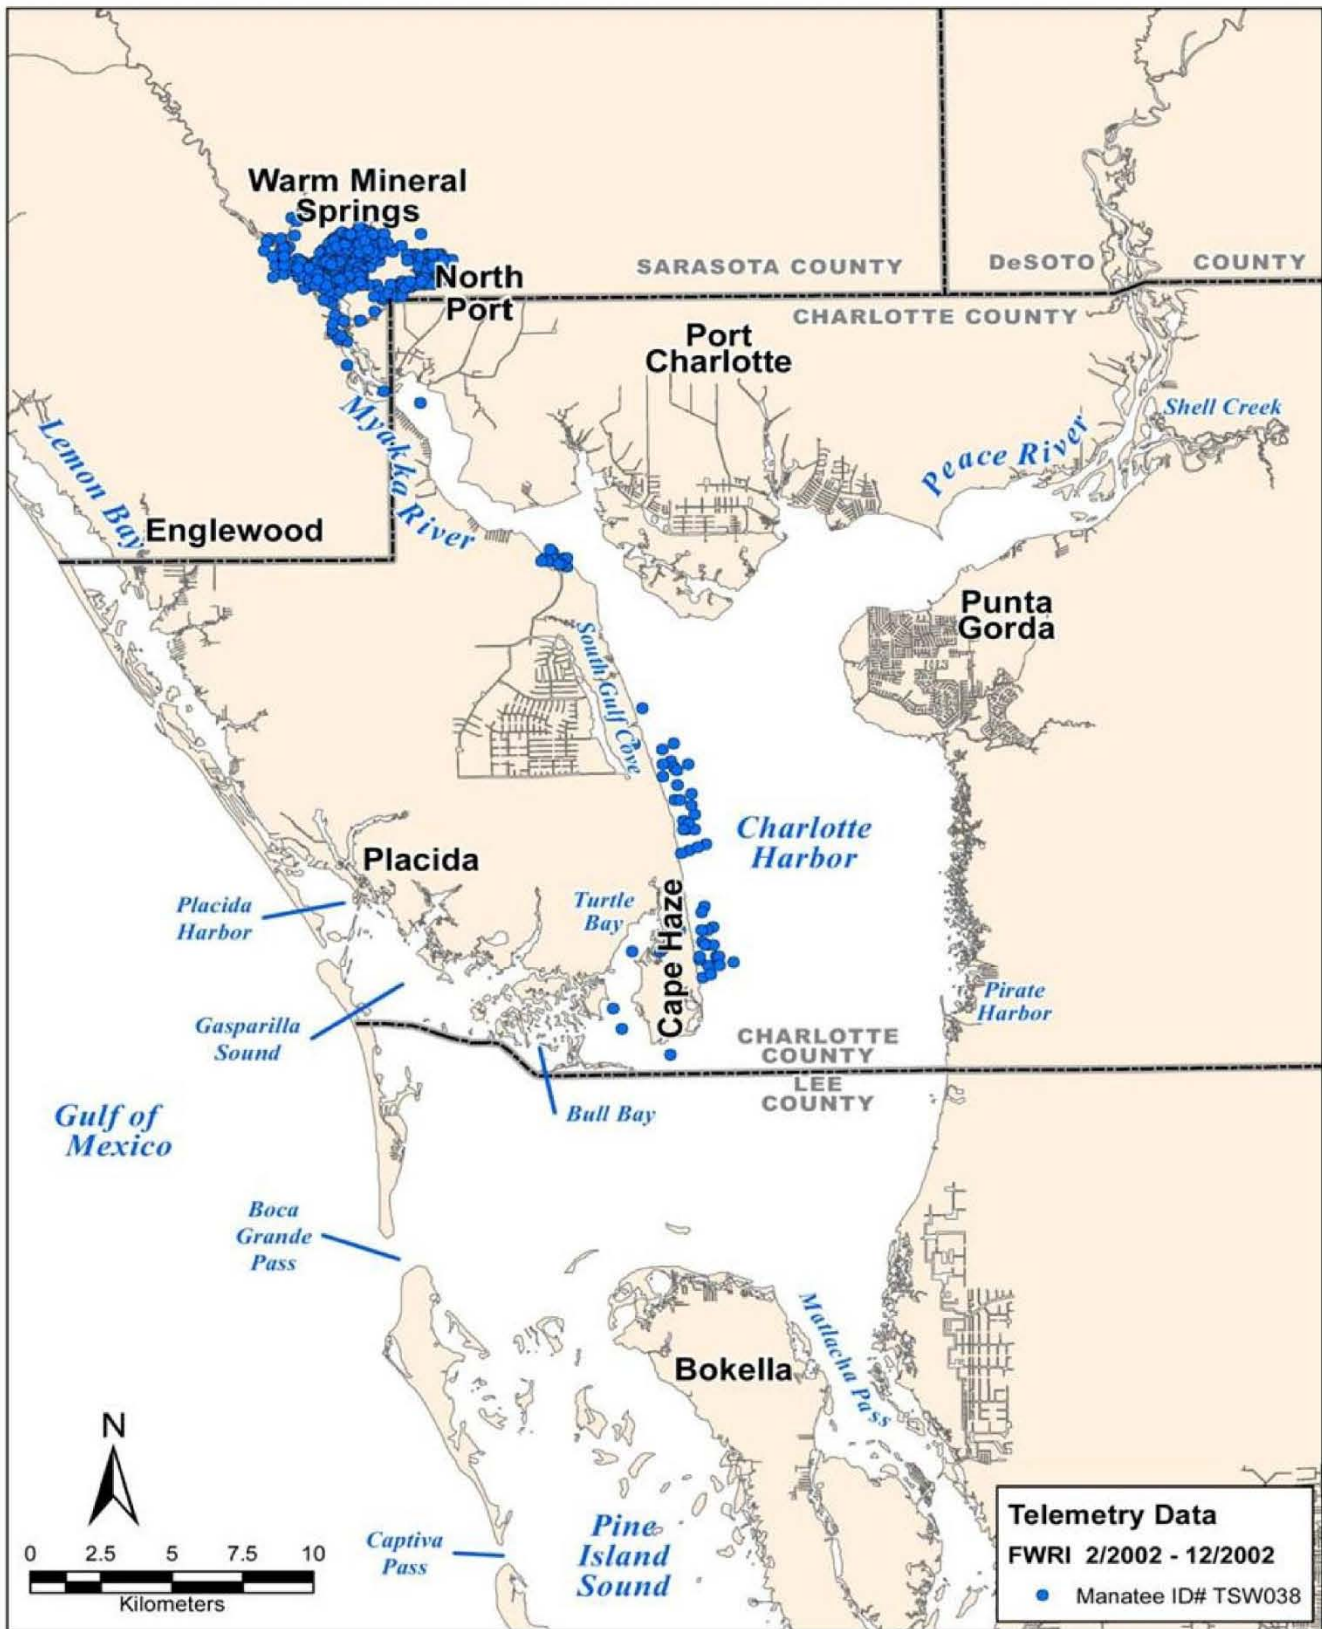 Warm Mineral
Springs
North
Port
SARASOTA COUNTY
DeSOTO
COUNTY
CHARLOTTE COUNTY
Port
Charlotte
Shell Creek
Peace River
Myakka River
Lemon Bay
Englewood
Punta
Gorda
South Gulf Cove
Charlotte
Harbor
Placida
Placida
Harbor
Turtle
Bay
Cape Haze
Pirate
Harbor
Gasparilla
Sound
CHARLOTTE
COUNTY
LEE
COUNTY
Bull Bay
Gulf of
Mexico
Boca
Grande
Pass
Matlacha Pass
Bokella
N
Pine
Island
Sound
Captiva
Pass
0 2.5 5 7.5 10
Kilometers
Telemetry Data
FWRI 2/2002 - 12/2002
Manatee ID# TSW038